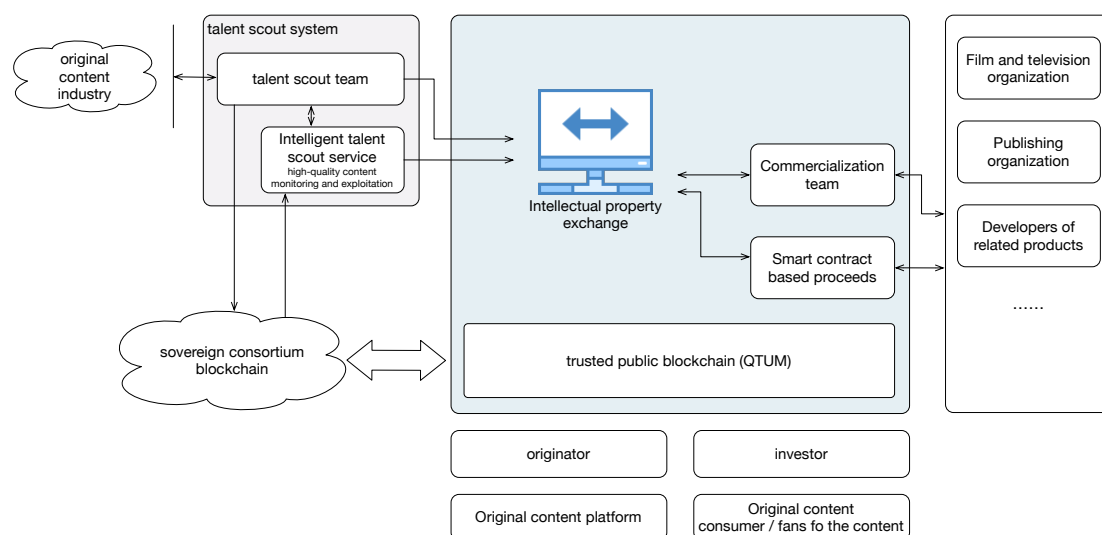 talent scout system
original
content
industry
talent scout team
Intelligent talent
scout service
high-quality content
monitoring and exploitation
Intellectual property
exchange
Commercialization
team
Smart contract
based proceeds
Film and television
organization
Publishing
organization
Developers of
related products
......
sovereign consortium
blockchain
trusted public blockchain (QTUM)
originator
investor
Original content platform
Original content
consumer / fans fo the content